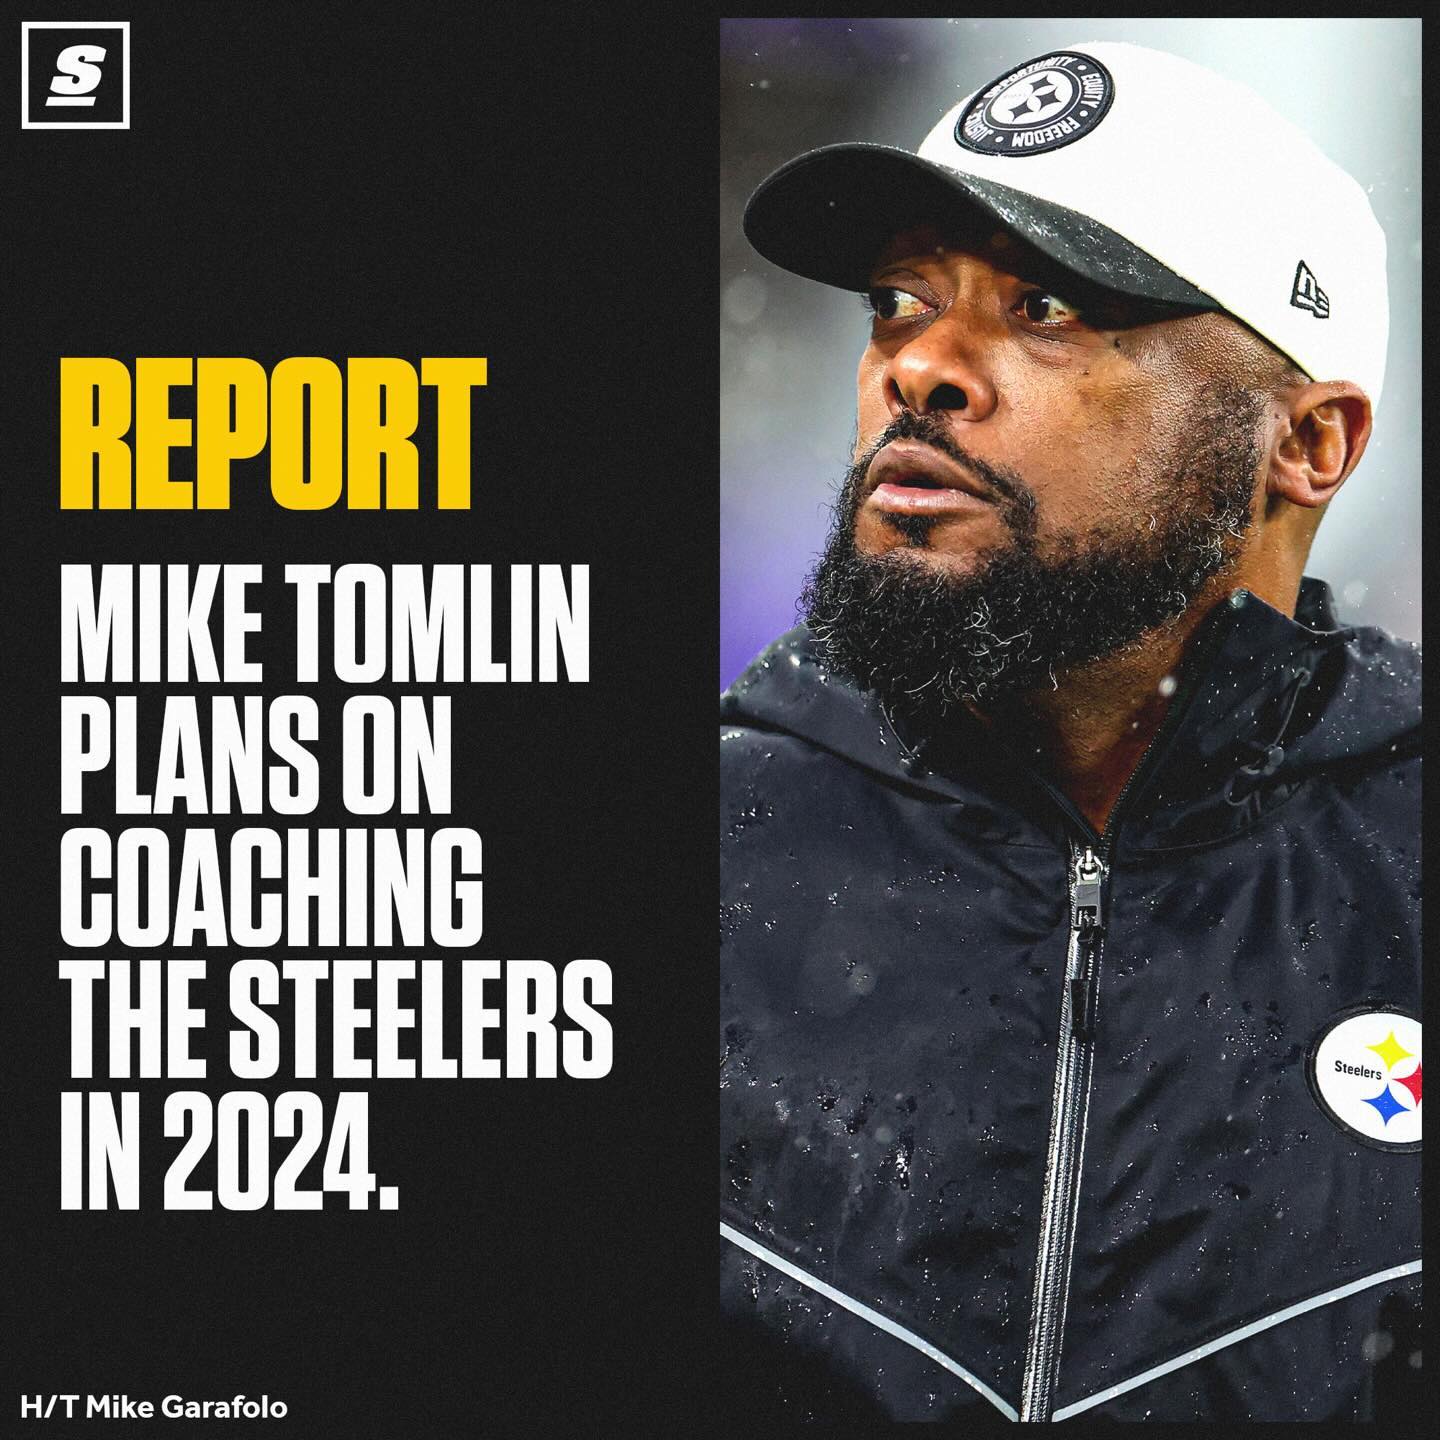 S
REPORT
MIKE TOMLIN
PLANS ON
COACHING
THE STEELERS
IN 2024.
OPPORTUNITY • EQUITY • FREEDOM • JUSTICE
Steelers
H/T Mike Garafolo